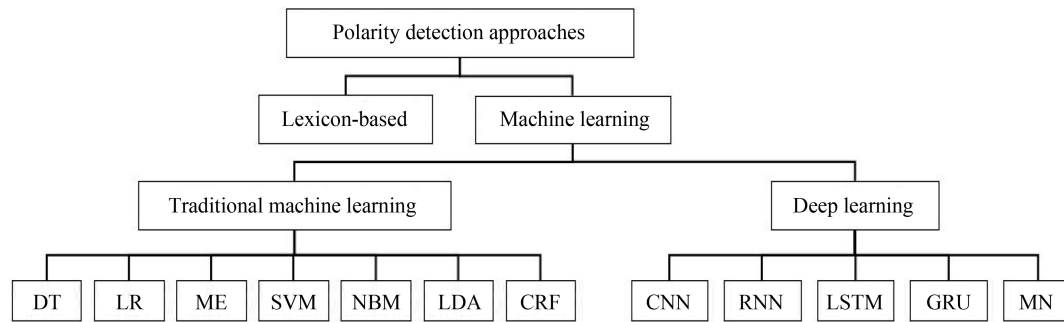 Polarity detection approaches
Lexicon-based
Machine learning
Traditional machine learning
Deep learning
DT
LR
ME
SVM
NBM
LDA
CRF
CNN
RNN
LSTM
GRU
MN